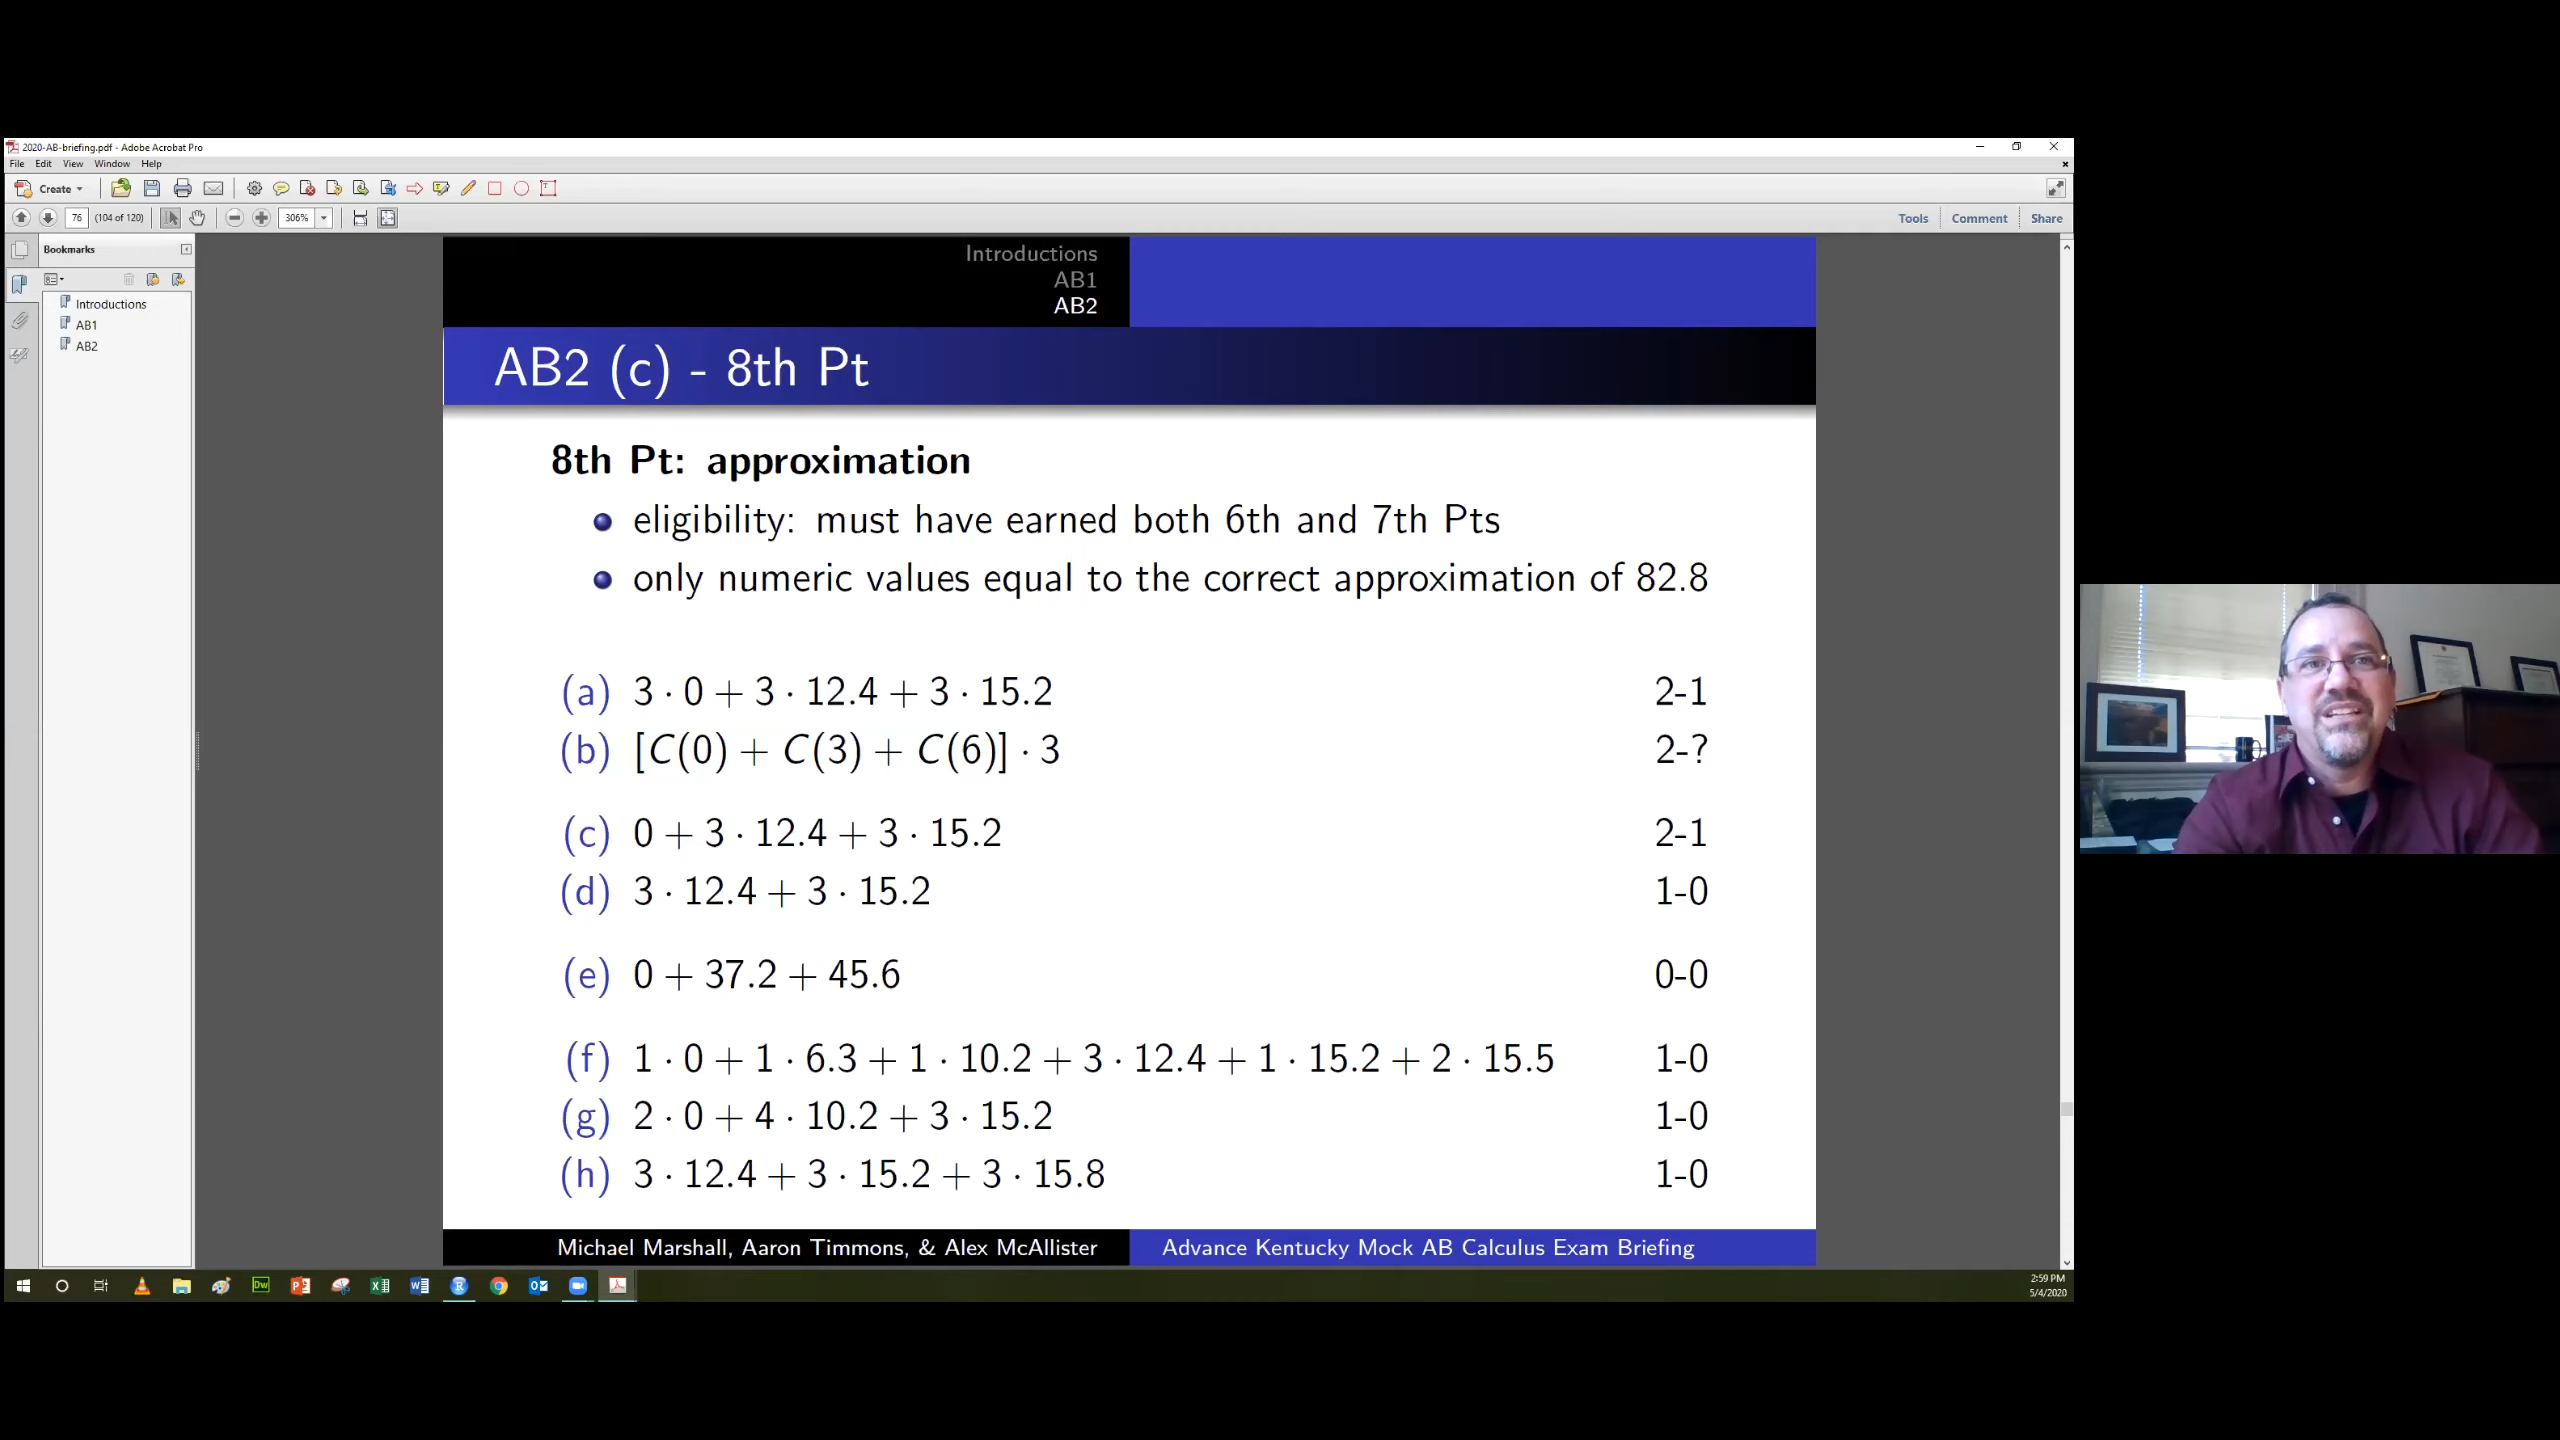 2020-AB-briefing.pdf - Adobe Acrobat Pro
File Edit View Window Help
Create
76 (104 of 120) 306% Tools Comment Share
Bookmarks
Introductions
AB1
AB2
Introductions
AB1
AB2
AB2 (c) - 8th Pt
8th Pt: approximation
eligibility: must have earned both 6th and 7th Pts
only numeric values equal to the correct approximation of 82.8
(a) 3 · 0 + 3 · 12.4 + 3 · 15.2 2-1
(b) [C(0) + C(3) + C(6)] · 3 2-?
(c) 0 + 3 · 12.4 + 3 · 15.2 2-1
(d) 3 · 12.4 + 3 · 15.2 1-0
(e) 0 + 37.2 + 45.6 0-0
(f) 1 · 0 + 1 · 6.3 + 1 · 10.2 + 3 · 12.4 + 1 · 15.2 + 2 · 15.5 1-0
(g) 2 · 0 + 4 · 10.2 + 3 · 15.2 1-0
(h) 3 · 12.4 + 3 · 15.2 + 3 · 15.8 1-0
Michael Marshall, Aaron Timmons, & Alex McAllister Advance Kentucky Mock AB Calculus Exam Briefing
2:59 PM
5/4/2020